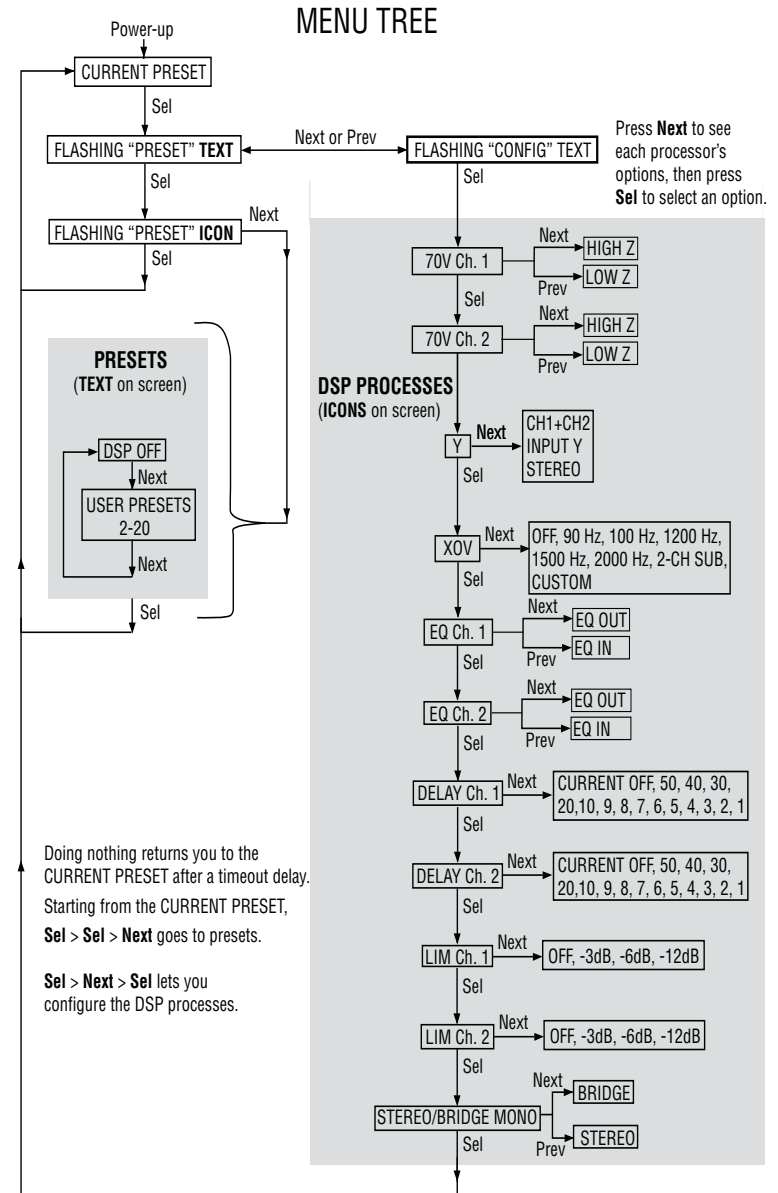 MENU TREE
Power-up
CURRENT PRESET
Sel
FLASHING “PRESET” TEXT
Next or Prev
FLASHING “CONFIG” TEXT
Press Next to see
each processor's
options, then press
Sel to select an option.
Sel
Sel
FLASHING “PRESET” ICON
Next
Sel
PRESETS
(TEXT on screen)
DSP OFF
Next
USER PRESETS
2-20
Next
Sel
Doing nothing returns you to the
CURRENT PRESET after a timeout delay.
Starting from the CURRENT PRESET,
Sel > Sel > Next goes to presets.
Sel > Next > Sel lets you
configure the DSP processes.
DSP PROCESSES
(ICONS on screen)
70V Ch. 1
Next
HIGH Z
Prev
LOW Z
Sel
70V Ch. 2
Next
HIGH Z
Prev
LOW Z
Y
Next
CH1+CH2
INPUT Y
STEREO
Sel
XOV
Next
OFF, 90 Hz, 100 Hz, 1200 Hz,
1500 Hz, 2000 Hz, 2-CH SUB,
CUSTOM
Sel
EQ Ch. 1
Next
EQ OUT
Prev
EQ IN
Sel
EQ Ch. 2
Next
EQ OUT
Prev
EQ IN
Sel
DELAY Ch. 1
Next
CURRENT OFF, 50, 40, 30,
20,10, 9, 8, 7, 6, 5, 4, 3, 2, 1
Sel
DELAY Ch. 2
Next
CURRENT OFF, 50, 40, 30,
20,10, 9, 8, 7, 6, 5, 4, 3, 2, 1
Sel
LIM Ch. 1
Next
OFF, -3dB, -6dB, -12dB
Sel
LIM Ch. 2
Next
OFF, -3dB, -6dB, -12dB
Sel
STEREO/BRIDGE MONO
Next
BRIDGE
Prev
STEREO
Sel